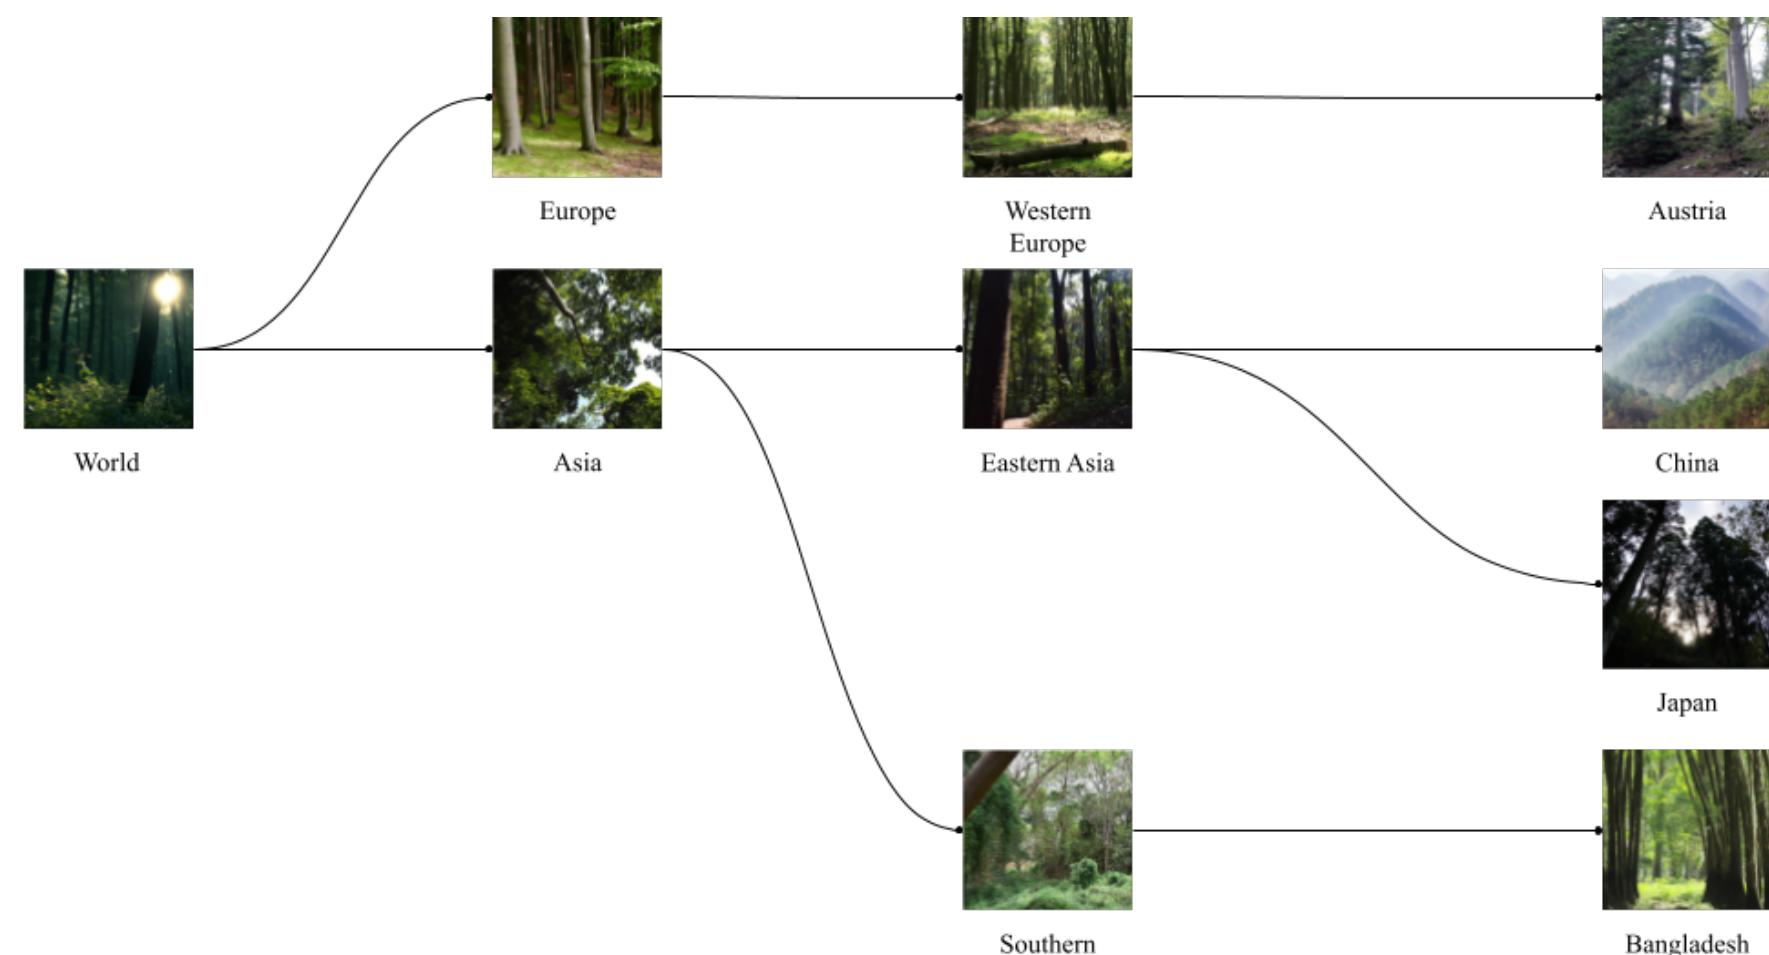 Europe
Western
Europe
Austria
World
Asia
Eastern Asia
China
Japan
Southern
Bangladesh